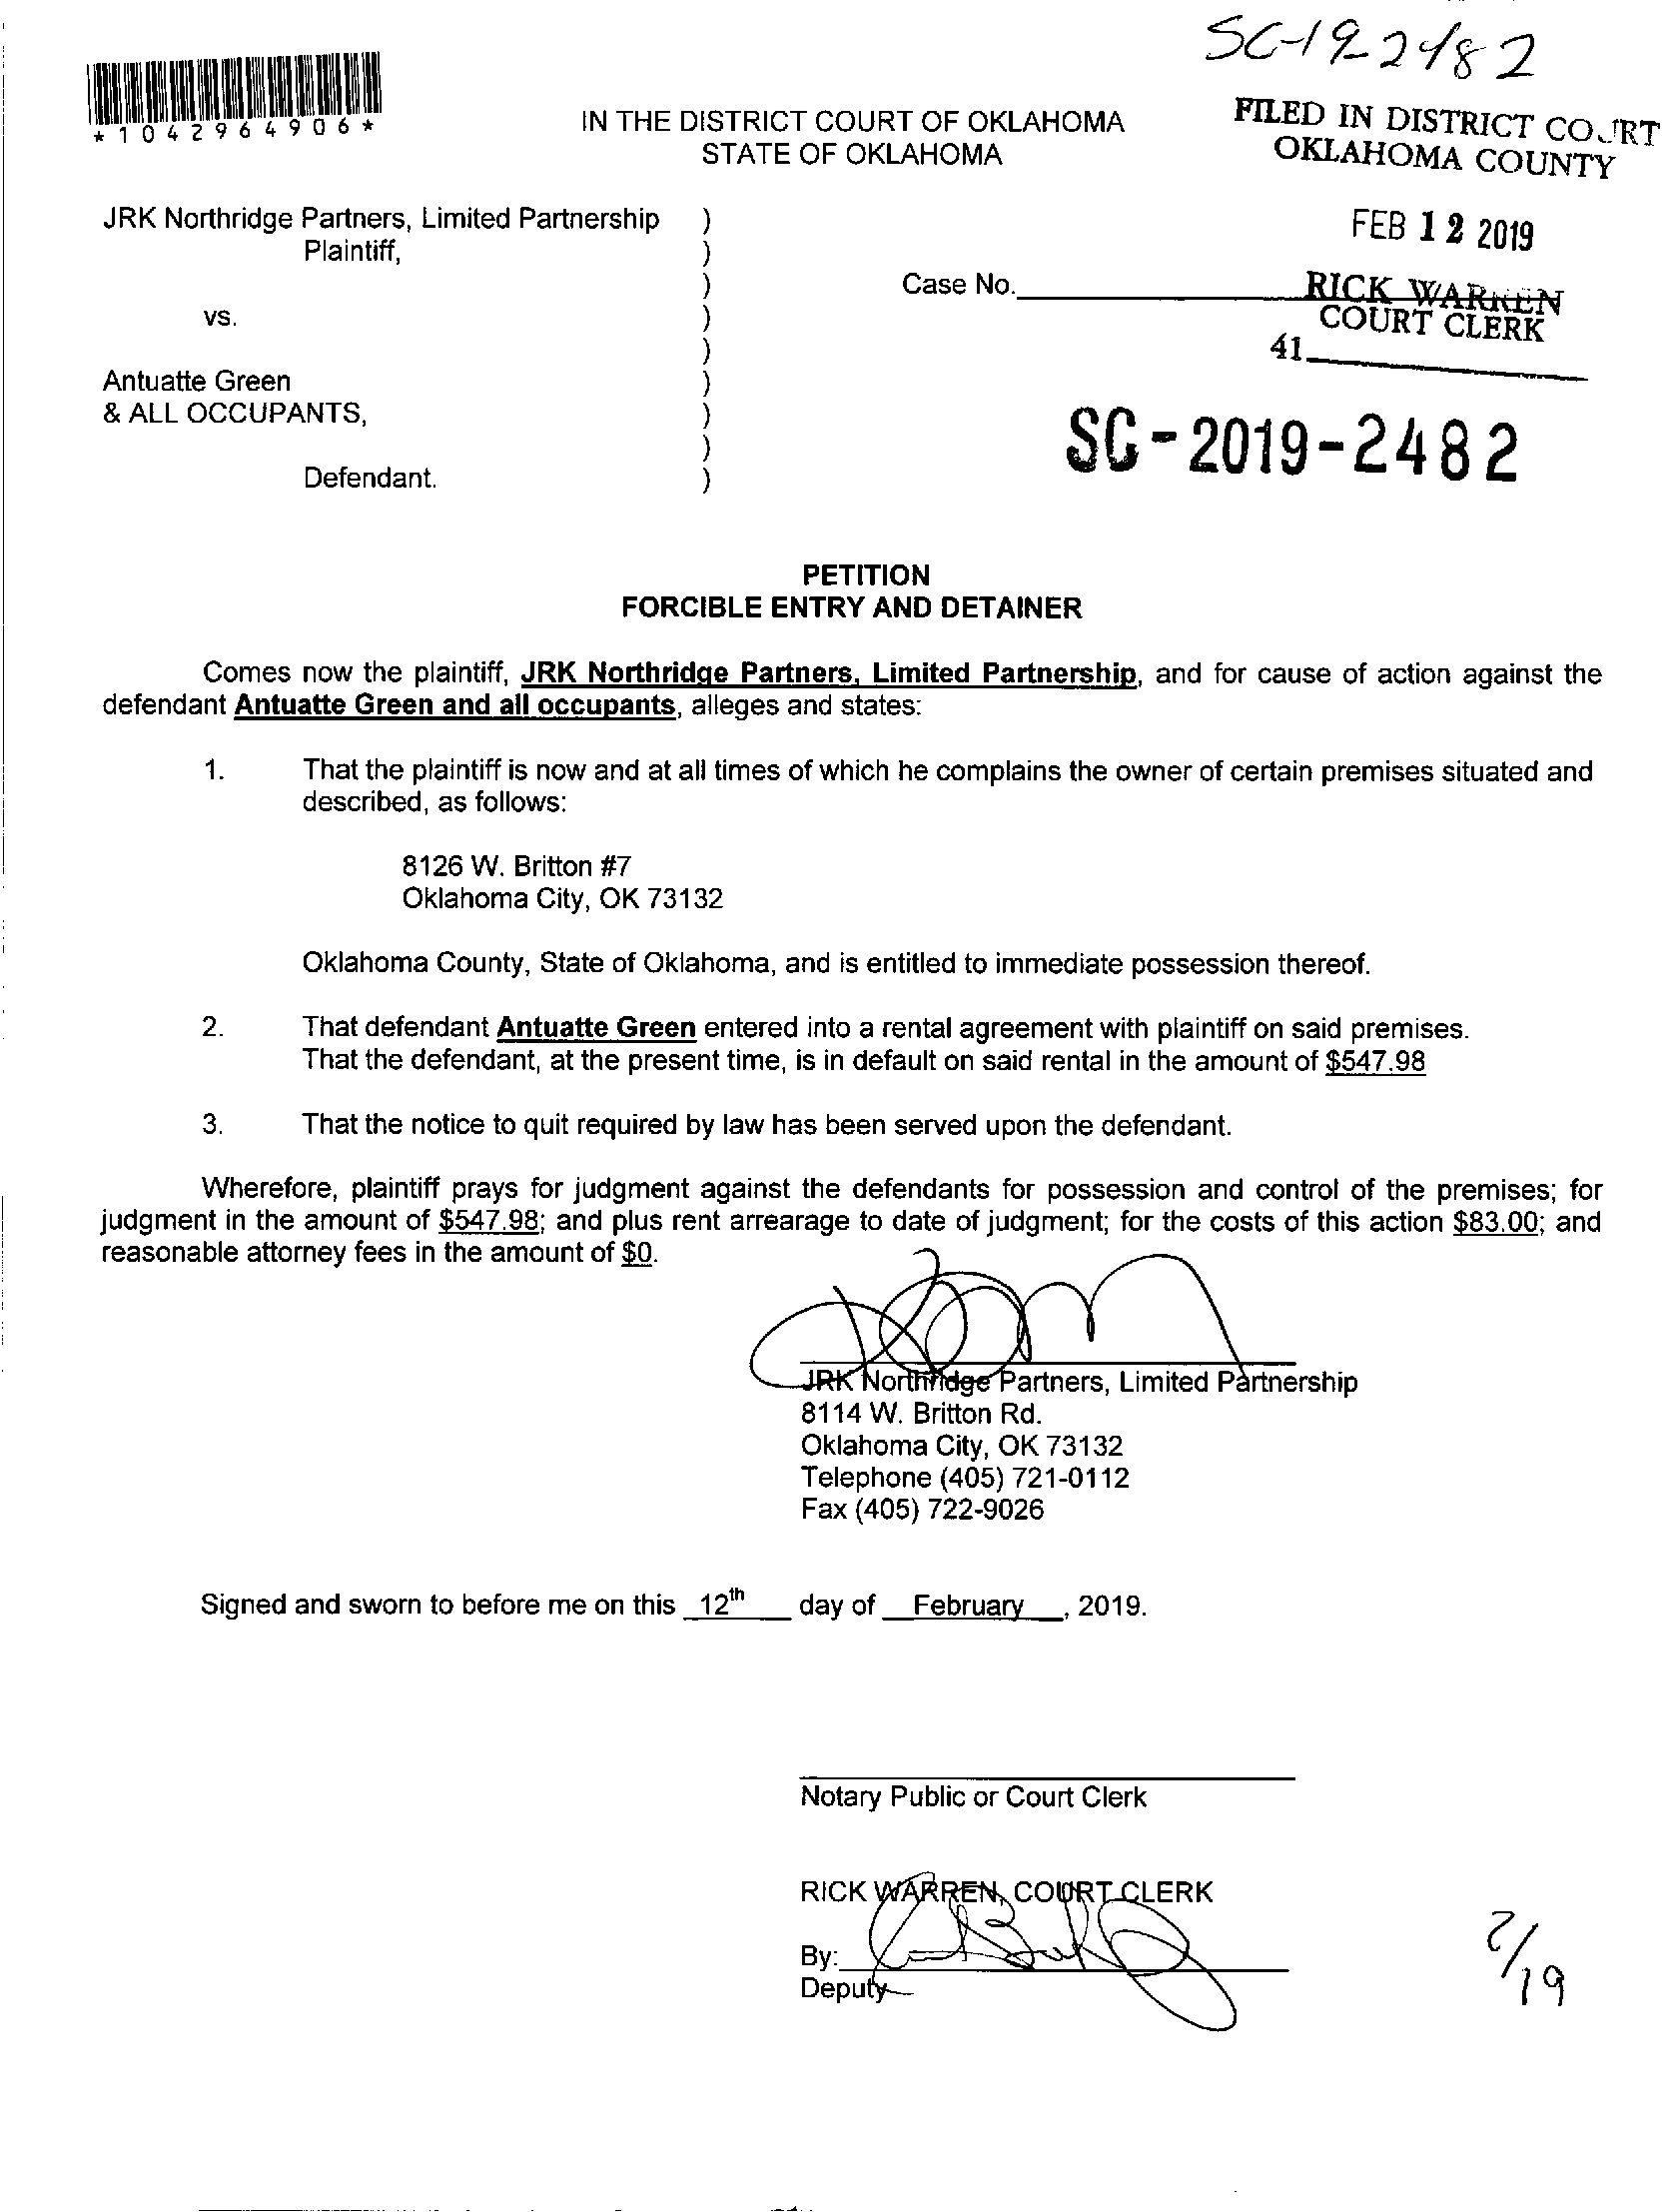 SC-19-2482
*1042964906*
IN THE DISTRICT COURT OF OKLAHOMA
STATE OF OKLAHOMA
FILED IN DISTRICT COURT
OKLAHOMA COUNTY
FEB 12 2019
RICK WARREN
COURT CLERK
41
JRK Northridge Partners, Limited Partnership )
Plaintiff, )
)
Case No.
vs. )
)
Antuatte Green )
& ALL OCCUPANTS, )
)
Defendant. )
SC-2019-2482
PETITION
FORCIBLE ENTRY AND DETAINER
Comes now the plaintiff, JRK Northridge Partners, Limited Partnership, and for cause of action against the
defendant Antuatte Green and all occupants, alleges and states:
1. That the plaintiff is now and at all times of which he complains the owner of certain premises situated and
described, as follows:
8126 W. Britton #7
Oklahoma City, OK 73132
Oklahoma County, State of Oklahoma, and is entitled to immediate possession thereof.
2. That defendant Antuatte Green entered into a rental agreement with plaintiff on said premises.
That the defendant, at the present time, is in default on said rental in the amount of $547.98
3. That the notice to quit required by law has been served upon the defendant.
Wherefore, plaintiff prays for judgment against the defendants for possession and control of the premises; for
judgment in the amount of $547.98; and plus rent arrearage to date of judgment; for the costs of this action $83.00; and
reasonable attorney fees in the amount of $0.
JRK Northridge Partners, Limited Partnership
8114 W. Britton Rd.
Oklahoma City, OK 73132
Telephone (405) 721-0112
Fax (405) 722-9026
Signed and sworn to before me on this 12th day of February, 2019.
Notary Public or Court Clerk
RICK WARREN, COURT CLERK
By:
Deputy
2/19